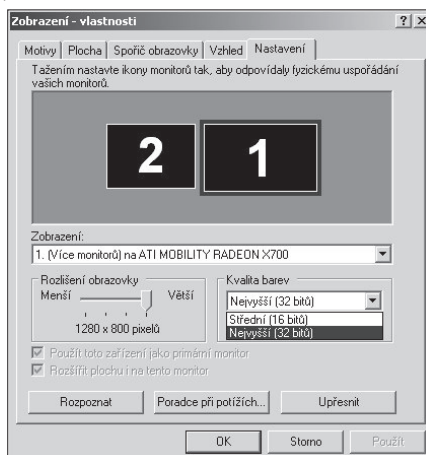 Zobrazení - vlastnosti
Motivy Plocha Spořič obrazovky Vzhled Nastavení
Tažením nastavte ikony monitorů tak, aby odpovídaly fyzickému uspořádání
vašich monitorů.
2 1
Zobrazení:
1. (Více monitorů) na ATI MOBILITY RADEON X700
Rozlišení obrazovky
Menší Větší
1280 x 800 pixelů
Kvalita barev
Nejvyšší (32 bitů)
Střední (16 bitů)
Nejvyšší (32 bitů)
Použít toto zařízení jako primární monitor
Rozšířit plochu i na tento monitor
Rozpoznat Poradce při potížích... Upřesnit
OK Storno Použít